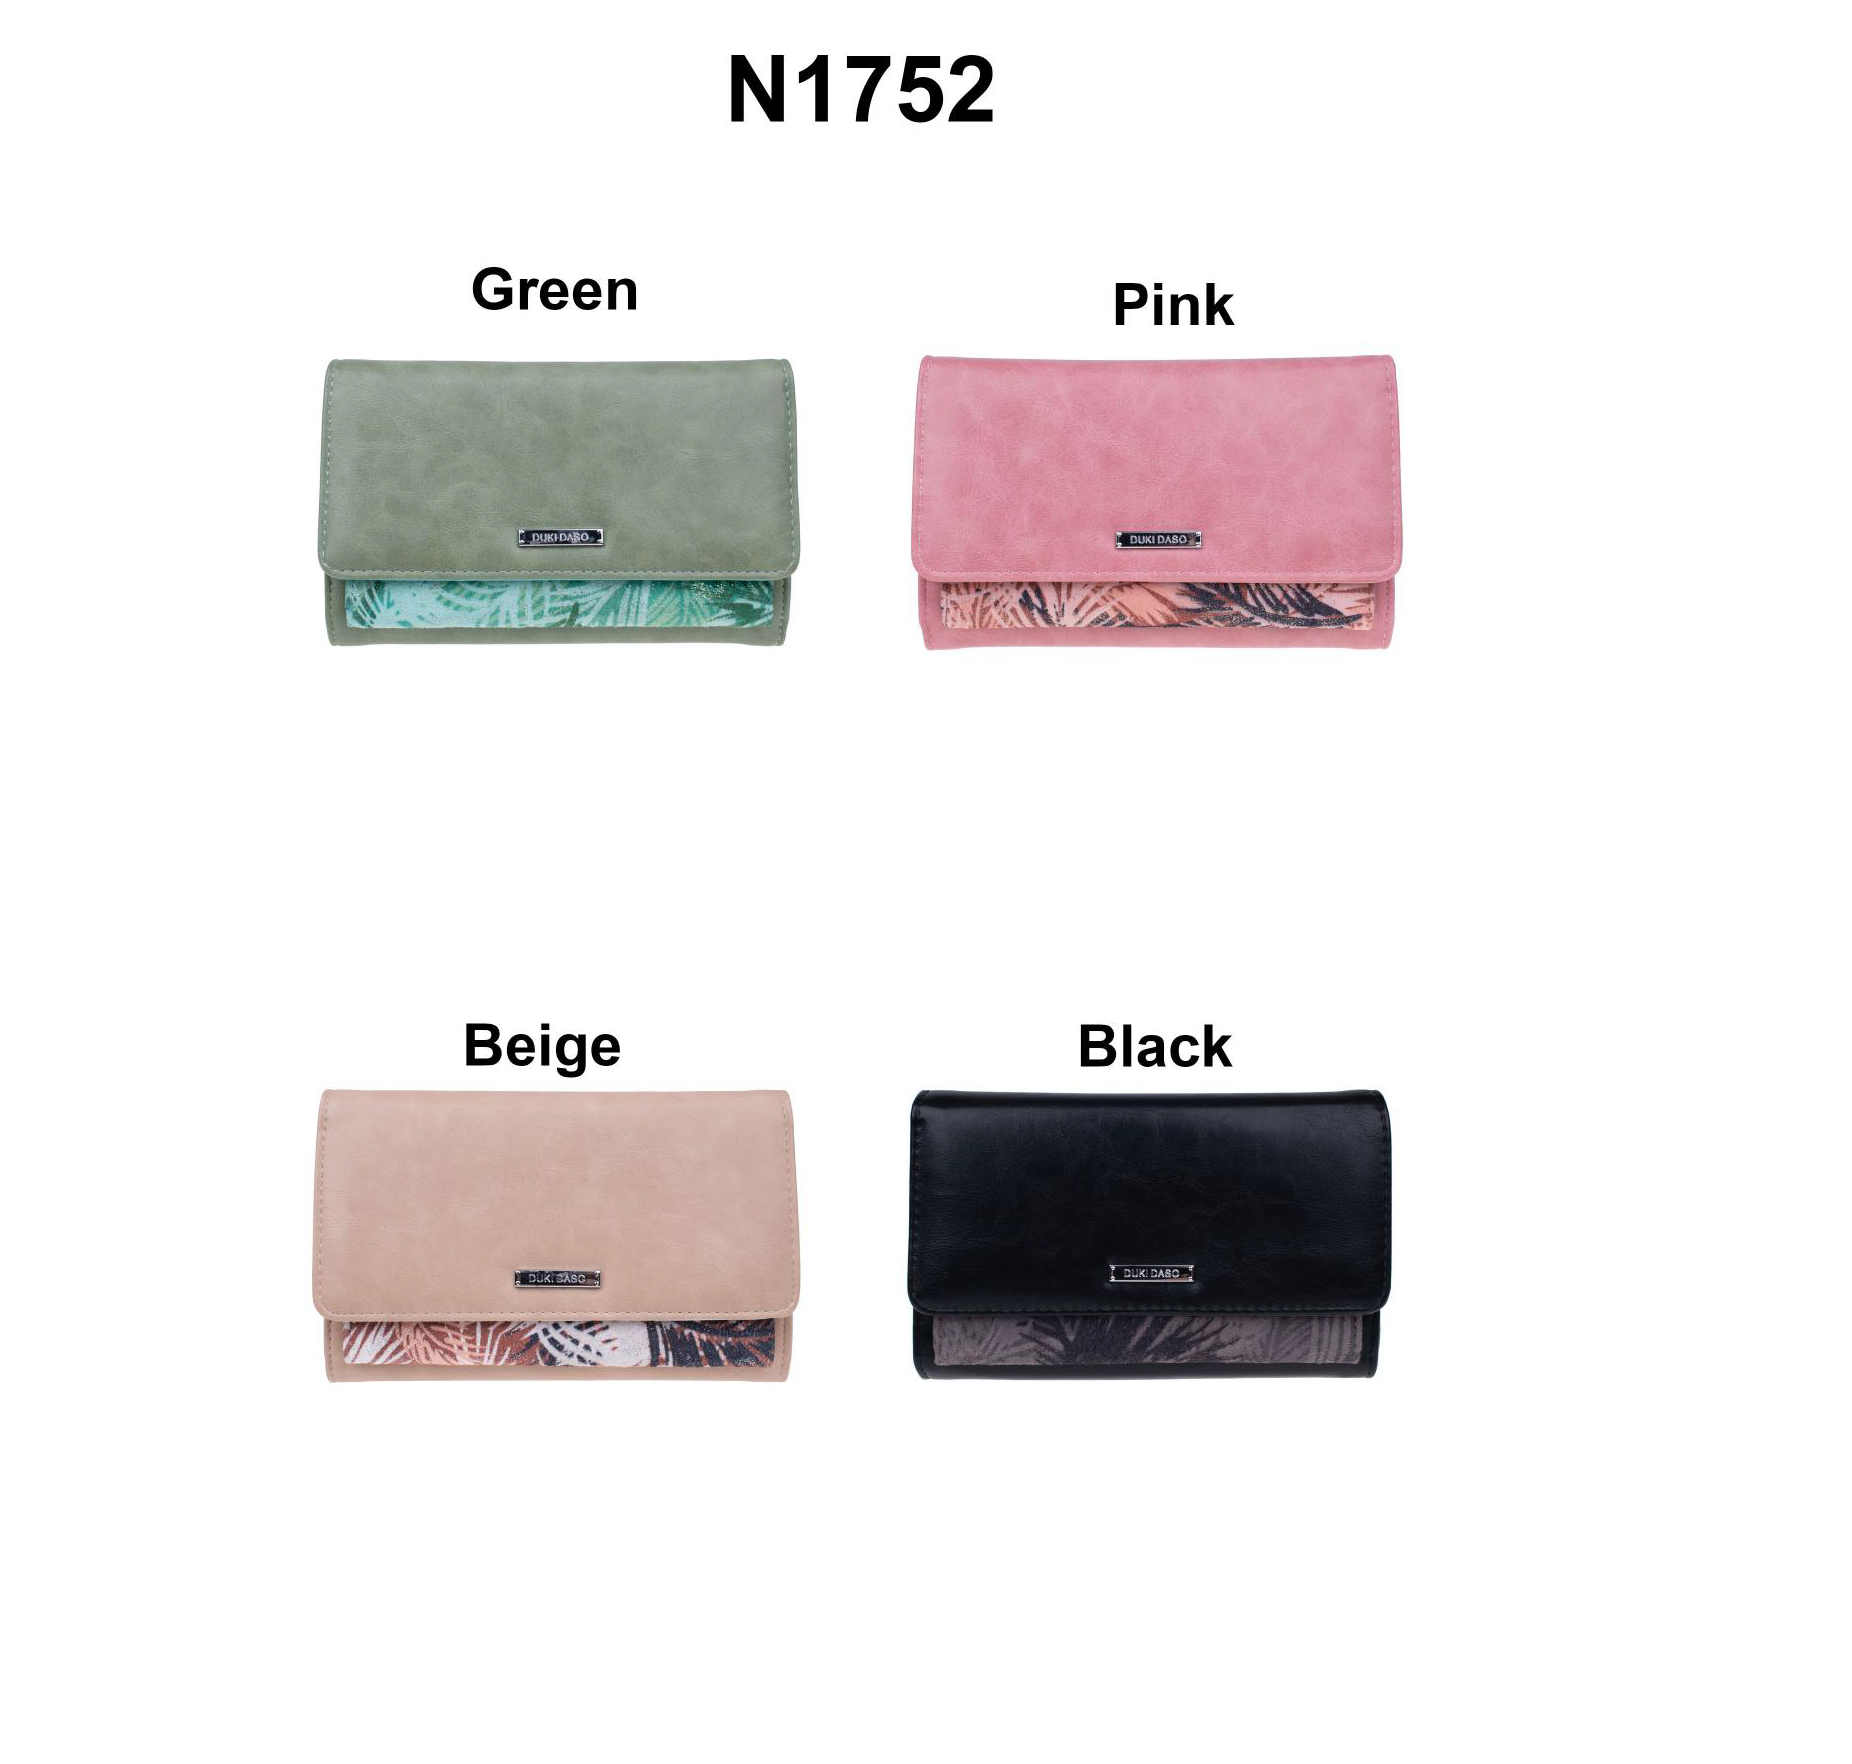 N1752
Green
Pink
DUKI DASO
DUKI DASO
Beige
Black
DUKI DASO
DUKI DASO